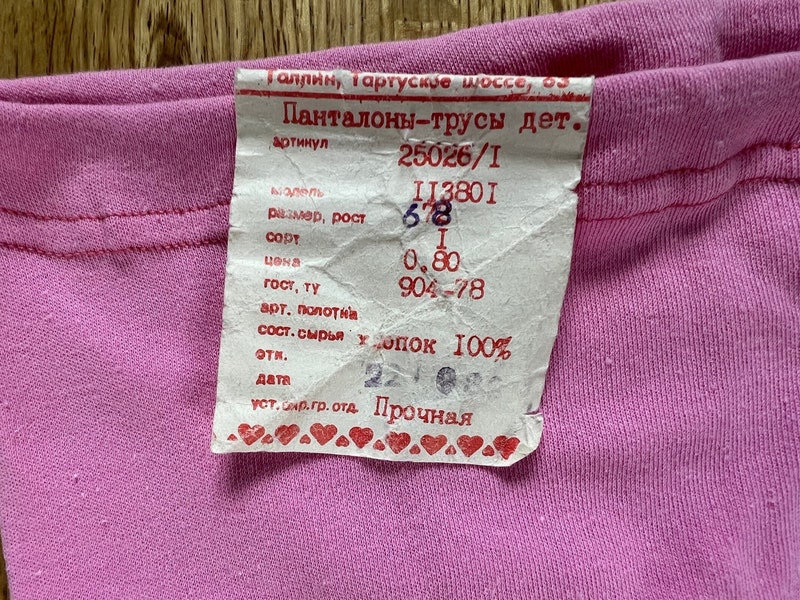 Таллин, Тартуское шоссе, 63
Панталоны-трусы дет.
артикул 25026/I
модель II380I
размер, рост
сорт I
цена 0.80
гост, ту 904-78
арт. полотна
сост. сырья хлопок 100%
отк.
дата
уст. окр. гр. отд. Прочная